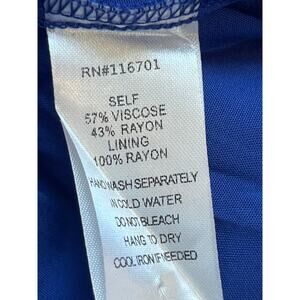 RN#116701
SELF
57% VISCOSE
43% RAYON
LINING
100% RAYON
HAND WASH SEPARATELY
IN COLD WATER
DO NOT BLEACH
HANG TO DRY
COOL IRON IF NEEDED